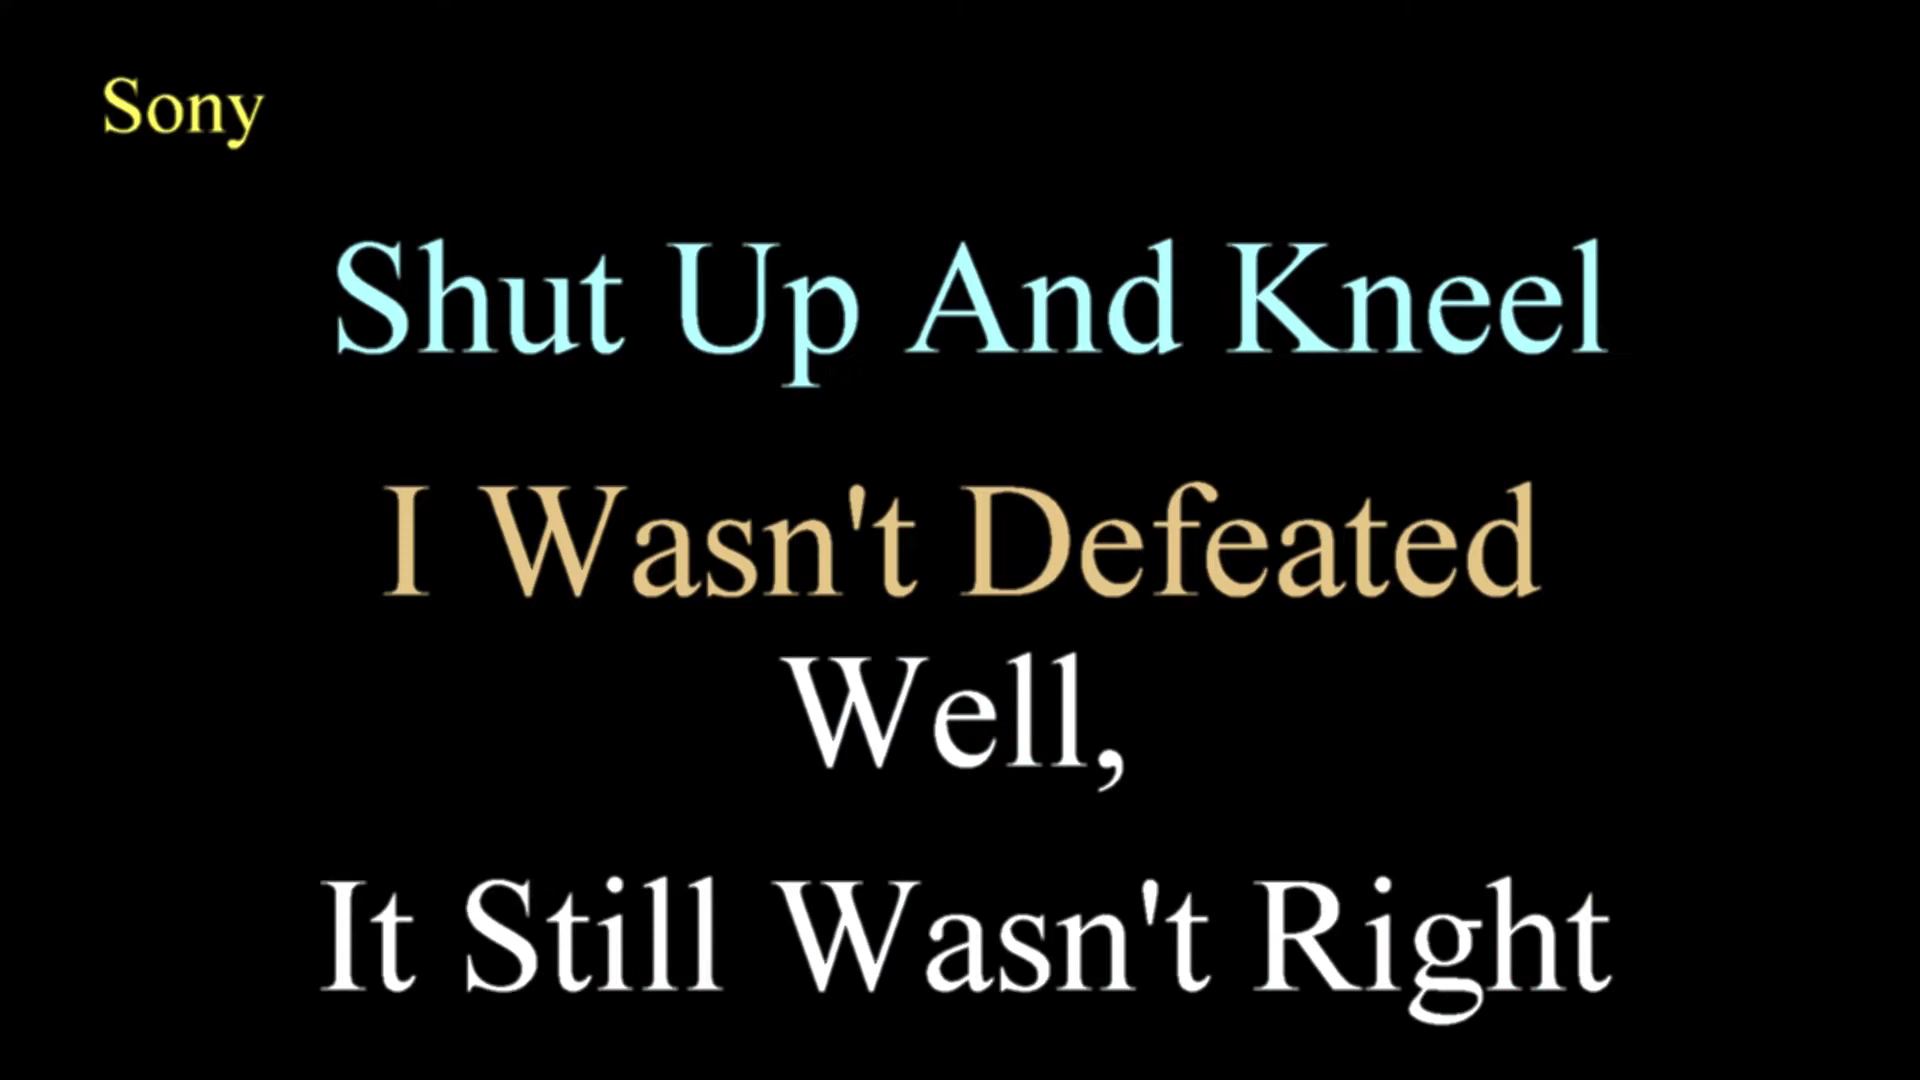 Sony
Shut Up And Kneel
I Wasn't Defeated
Well,
It Still Wasn't Right